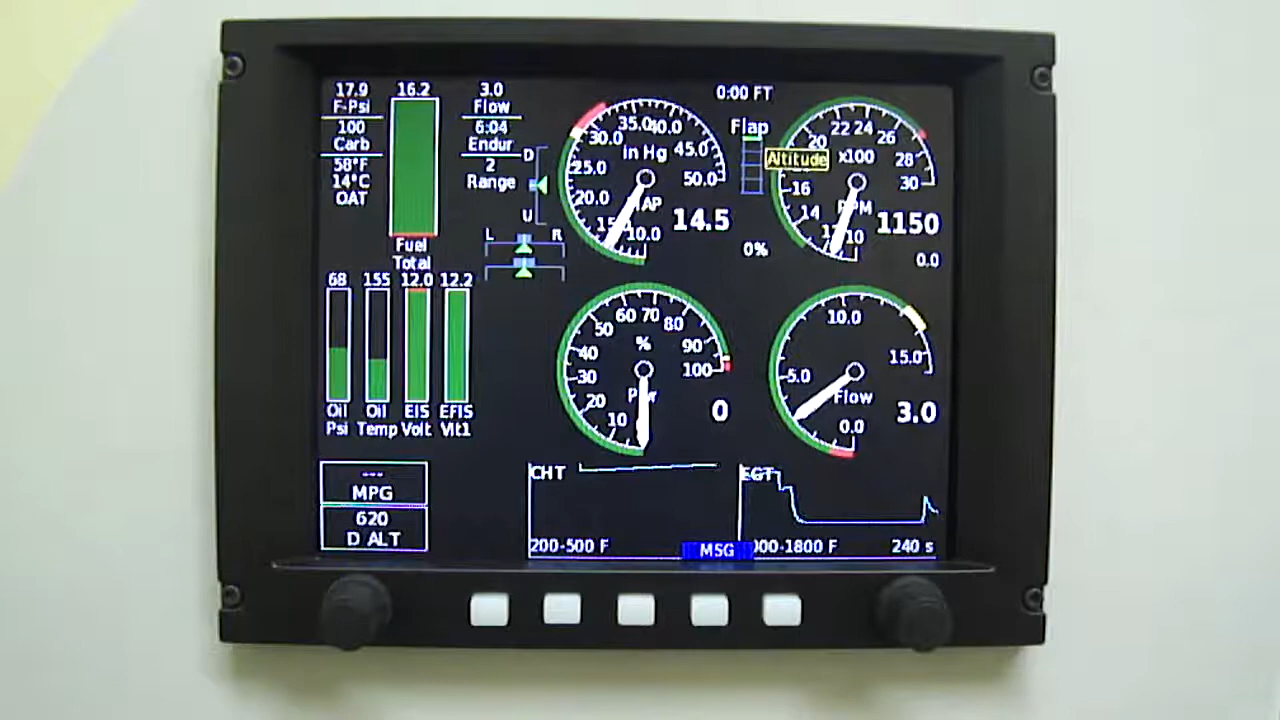 17.9
F-Psi
100
Carb
58°F
14°C
OAT
16.2
Fuel
Total
3.0
Flow
6:04
Endur
2
Range
D
U
L R
68 155 12.0 12.2
Oil Psi
Oil Temp
EIS Volt
EFIS Vlt1
---
MPG
620
D ALT
30.0 35.0 40.0
in Hg 45.0
25.0 50.0
20.0
14.5
10.0
0:00 FT
Flap
Altitude
0%
20 22 24 26
x100 28
16 30
14
RPM 1150
10
0.0
50 60 70 80
% 90
40 100
30
20
10
0
10.0
15.0
5.0
Flow
0.0
3.0
CHT
200-500 F
MSG
EGT
000-1800 F
240 s